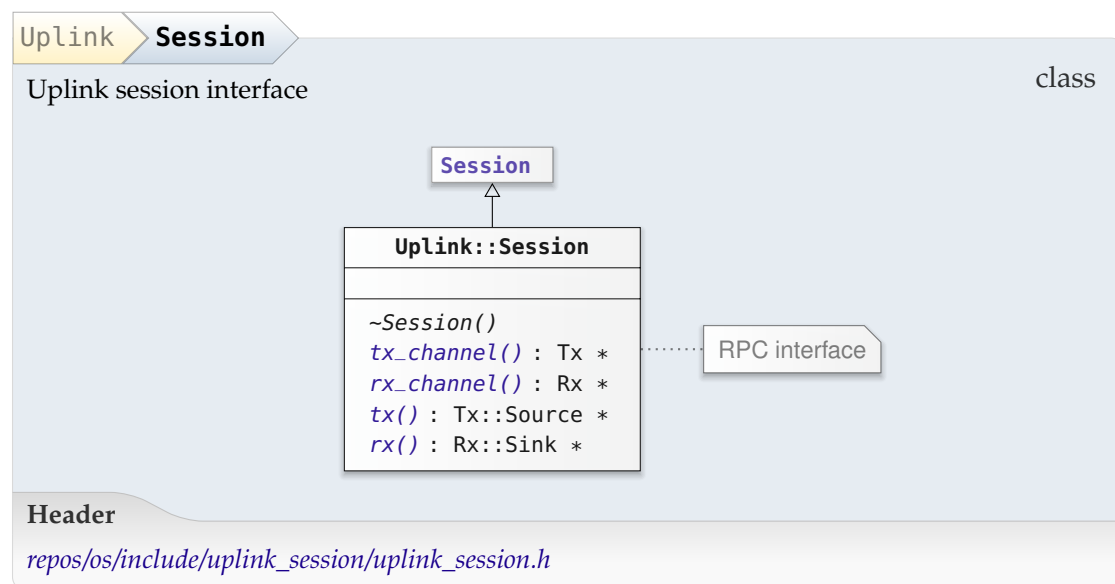 Uplink Session
Uplink session interface
class
Session
Uplink::Session
~Session()
tx_channel() : Tx *
rx_channel() : Rx *
tx() : Tx::Source *
rx() : Rx::Sink *
RPC interface
Header
repos/os/include/uplink_session/uplink_session.h